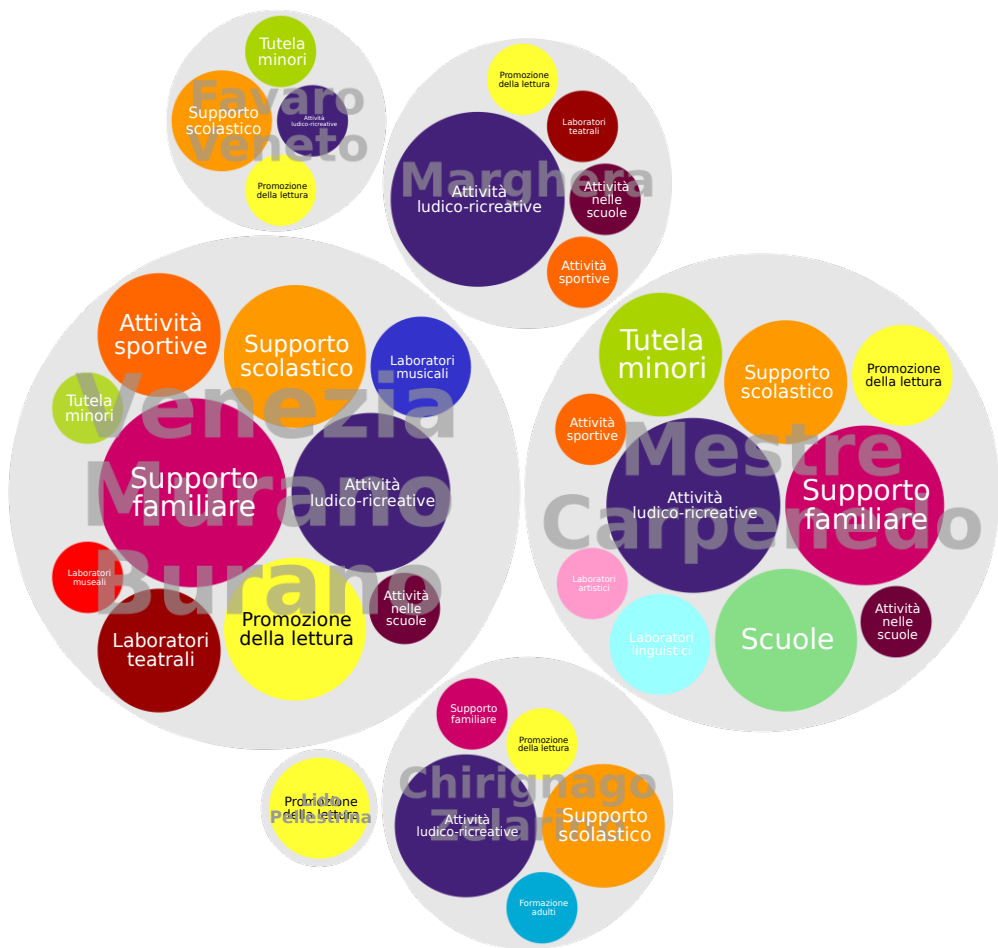 Favaro
Veneto
Tutela
minori
Supporto
scolastico
Attività
ludico-ricreative
Promozione
della lettura
Marghera
Promozione
della lettura
Laboratori
teatrali
Attività
ludico-ricreative
Attività
nelle
scuole
Attività
sportive
Venezia
Murano
Burano
Attività
sportive
Supporto
scolastico
Laboratori
musicali
Tutela
minori
Supporto
familiare
Attività
ludico-ricreative
Laboratori
museali
Laboratori
teatrali
Promozione
della lettura
Attività
nelle
scuole
Mestre
Carpenedo
Tutela
minori
Supporto
scolastico
Promozione
della lettura
Attività
sportive
Attività
ludico-ricreative
Supporto
familiare
Laboratori
artistici
Laboratori
linguistici
Scuole
Attività
nelle
scuole
Lido
Pellestrina
Promozione
della lettura
Chirignago
Zelarino
Supporto
familiare
Promozione
della lettura
Attività
ludico-ricreative
Supporto
scolastico
Formazione
adulti